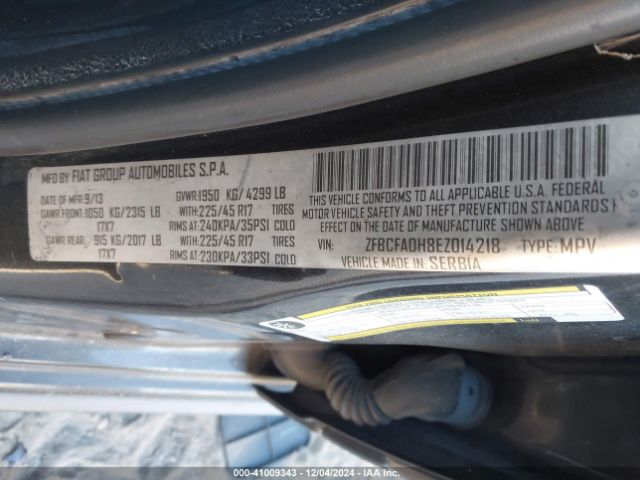 MFD BY FIAT GROUP AUTOMOBILES S.P.A.
DATE OF MFR 9/13 GVWR:1950 KG/4299 LB
GAWR FRONT:1050 KG/2315 LB WITH:225/45 R17 TIRES
17X7 RIMS AT:240KPA/35PSI COLD
GAWR REAR: 915 KG/2017 LB WITH:225/45 R17 TIRES
17X7 RIMS AT:230KPA/33PSI COLD
THIS VEHICLE CONFORMS TO ALL APPLICABLE U.S.A. FEDERAL
MOTOR VEHICLE SAFETY, BUMPER, AND THEFT PREVENTION STANDARDS
IN EFFECT ON THE DATE OF MANUFACTURE SHOWN ABOVE
VIN: ZFBCFADH8EZ014218 TYPE:MPV
VEHICLE MADE IN SERBIA
000-41009343 - 12/04/2024 - IAA Inc.